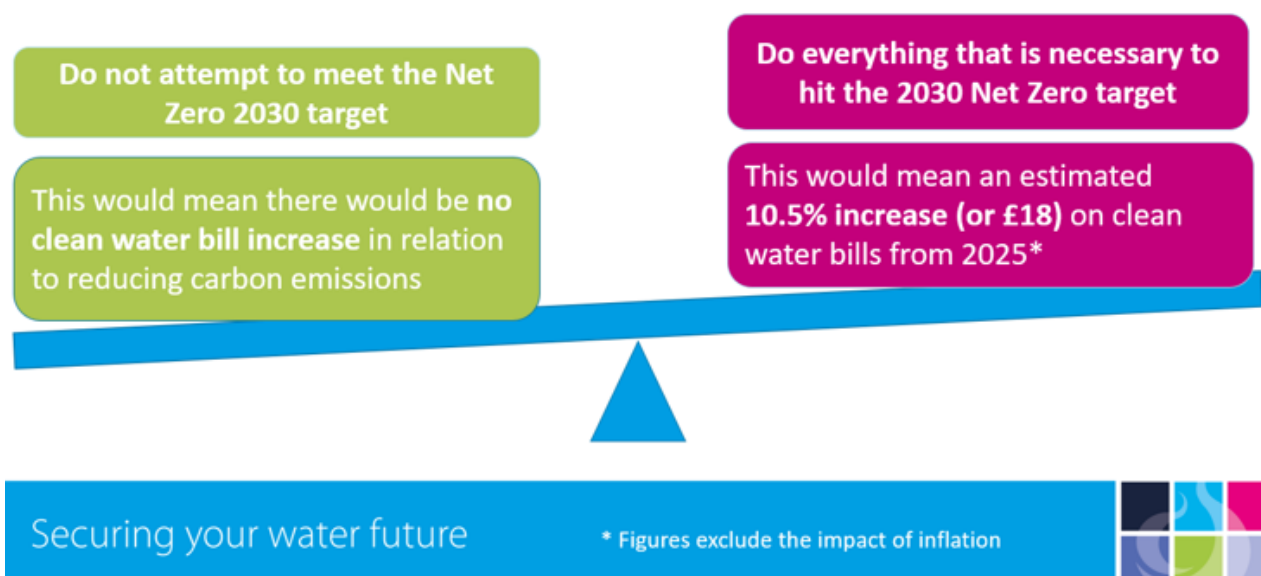 Do not attempt to meet the Net
Zero 2030 target
This would mean there would be no
clean water bill increase in relation
to reducing carbon emissions
Do everything that is necessary to
hit the 2030 Net Zero target
This would mean an estimated
10.5% increase (or £18) on clean
water bills from 2025*
Securing your water future
* Figures exclude the impact of inflation